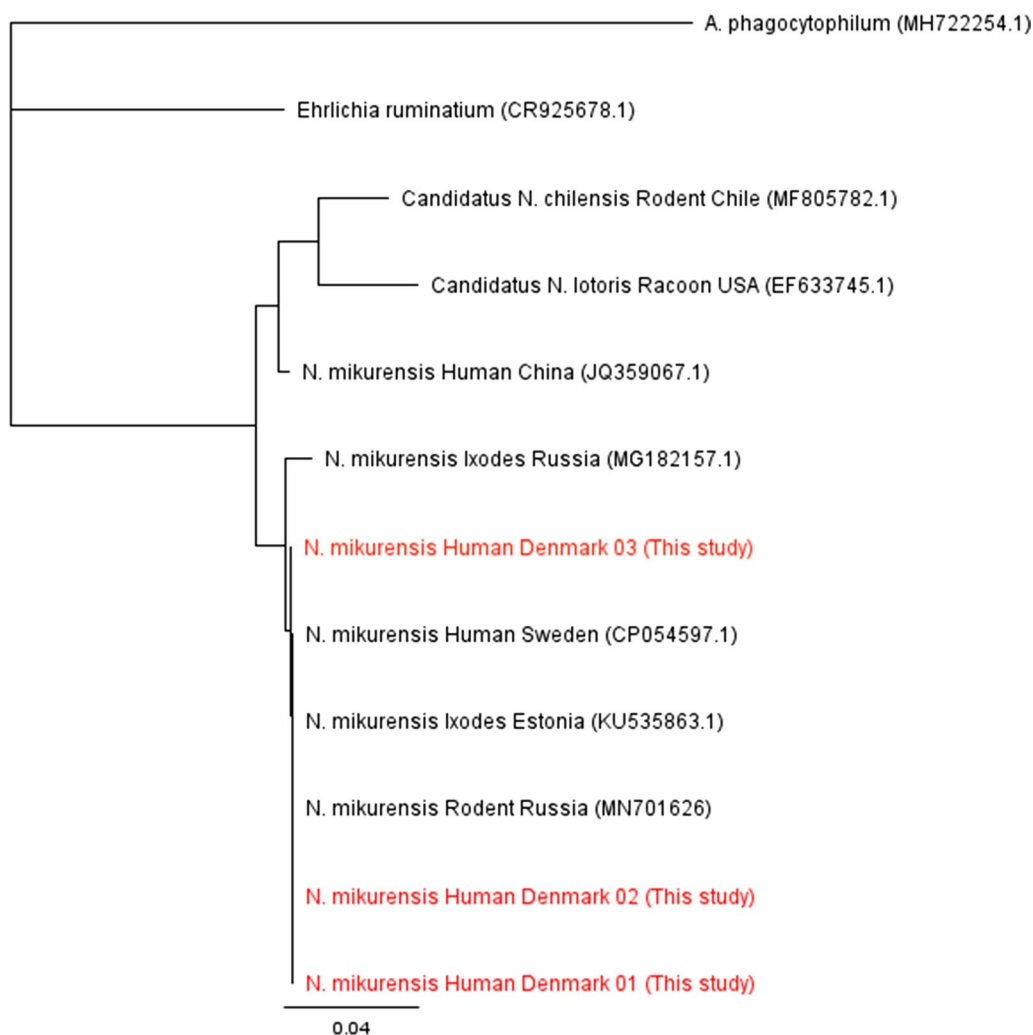 A. phagocytophilum (MH722254.1)
Ehrlichia ruminatium (CR925678.1)
Candidatus N. chilensis Rodent Chile (MF805782.1)
Candidatus N. lotoris Racoon USA (EF633745.1)
N. mikurensis Human China (JQ359067.1)
N. mikurensis Ixodes Russia (MG182157.1)
N. mikurensis Human Denmark 03 (This study)
N. mikurensis Human Sweden (CP054597.1)
N. mikurensis Ixodes Estonia (KU535863.1)
N. mikurensis Rodent Russia (MN701626)
N. mikurensis Human Denmark 02 (This study)
N. mikurensis Human Denmark 01 (This study)
0.04